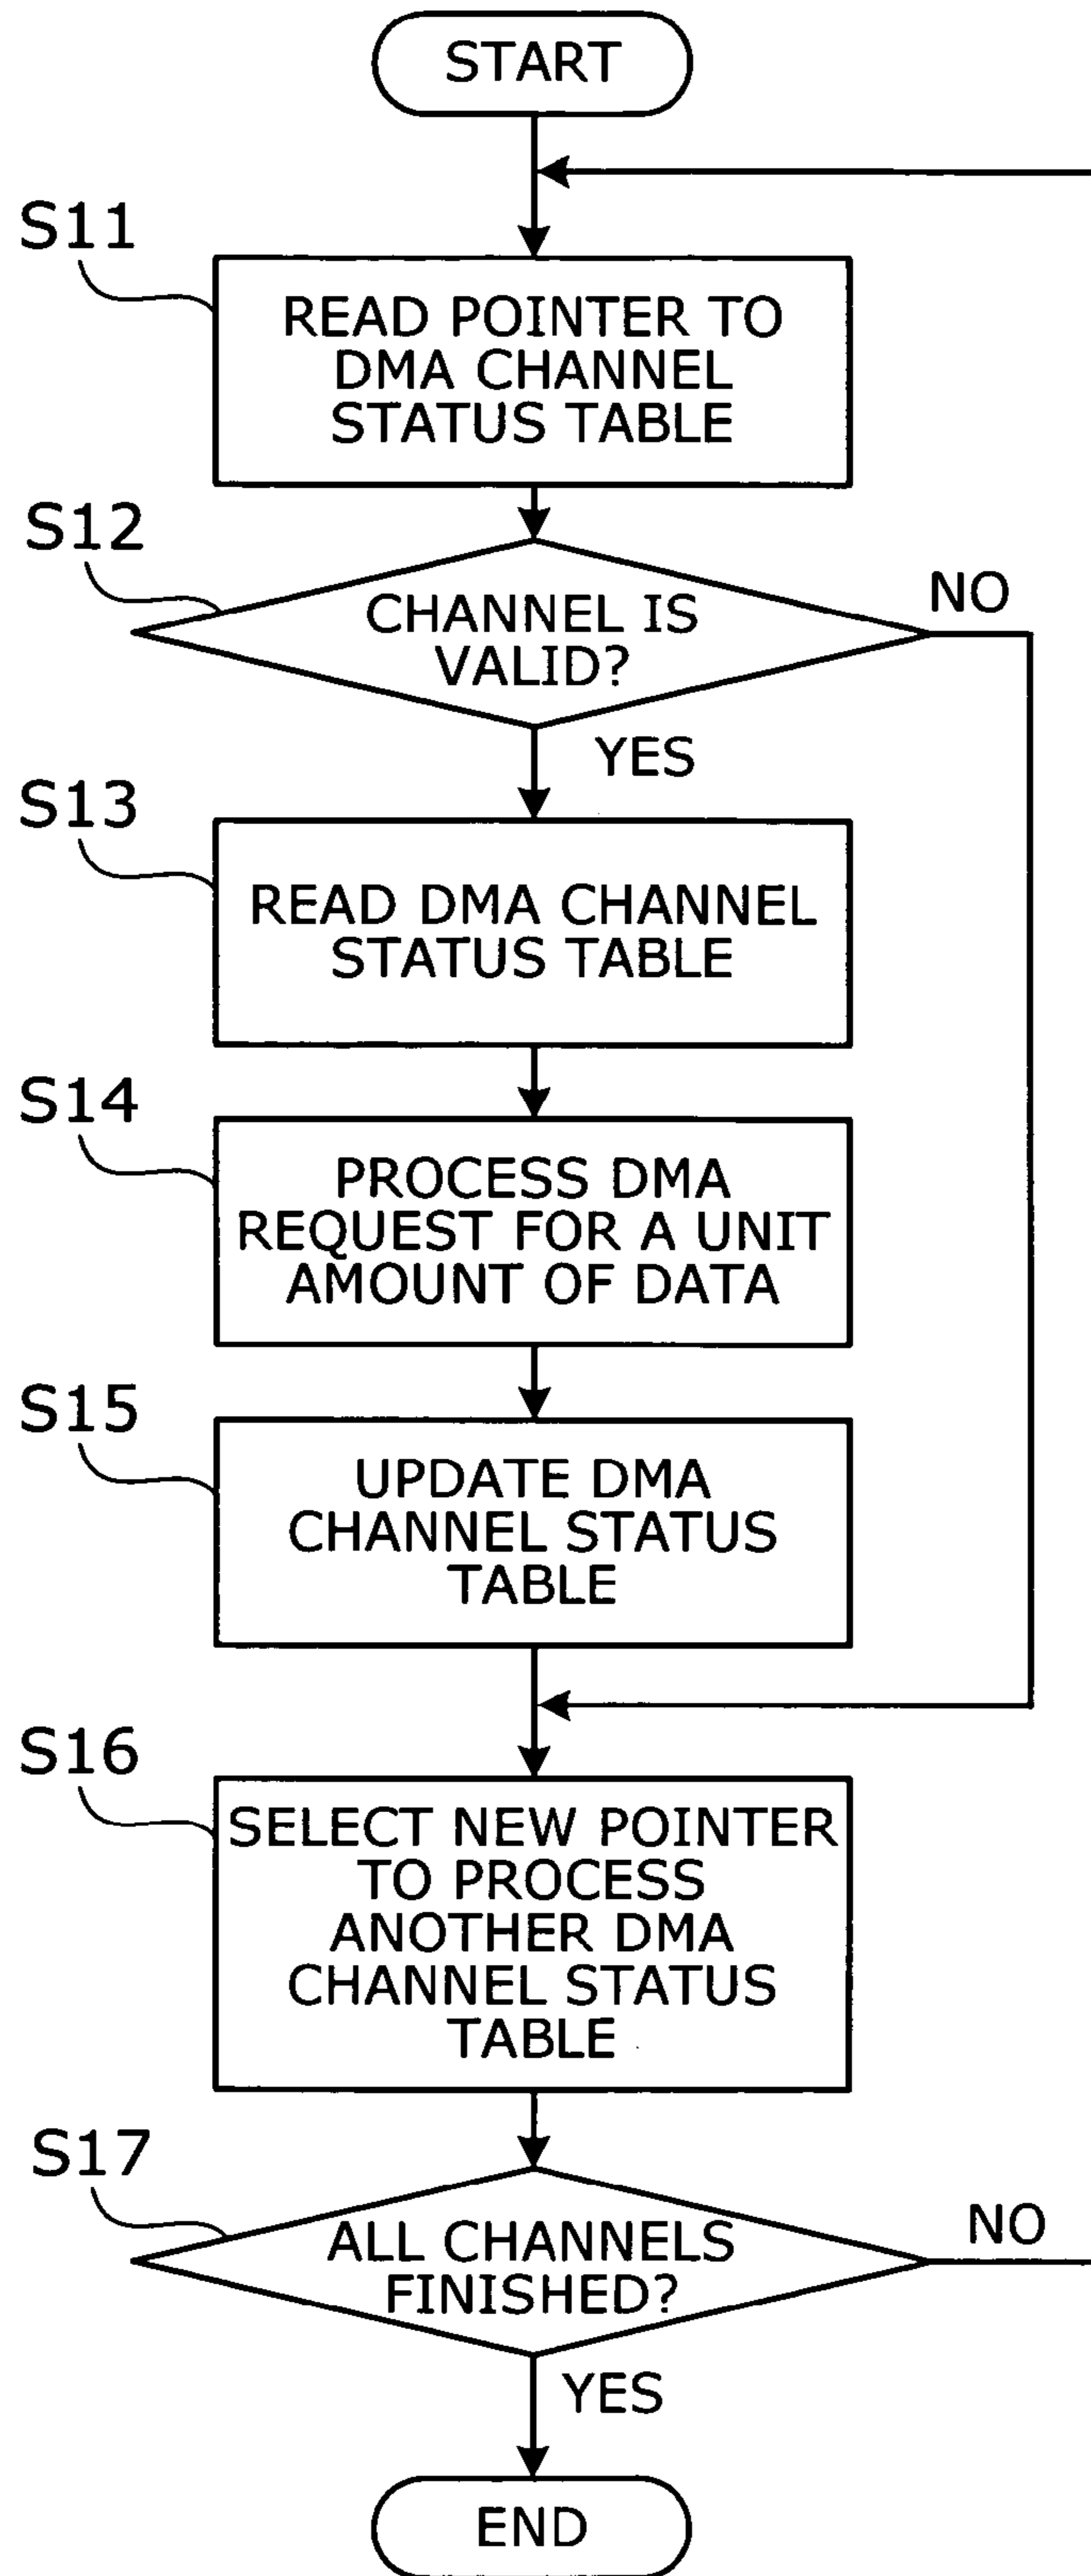 START
S11
READ POINTER TO
DMA CHANNEL
STATUS TABLE
S12
CHANNEL IS
VALID?
NO
YES
S13
READ DMA CHANNEL
STATUS TABLE
S14
PROCESS DMA
REQUEST FOR A UNIT
AMOUNT OF DATA
S15
UPDATE DMA
CHANNEL STATUS
TABLE
S16
SELECT NEW POINTER
TO PROCESS
ANOTHER DMA
CHANNEL STATUS
TABLE
S17
ALL CHANNELS
FINISHED?
NO
YES
END